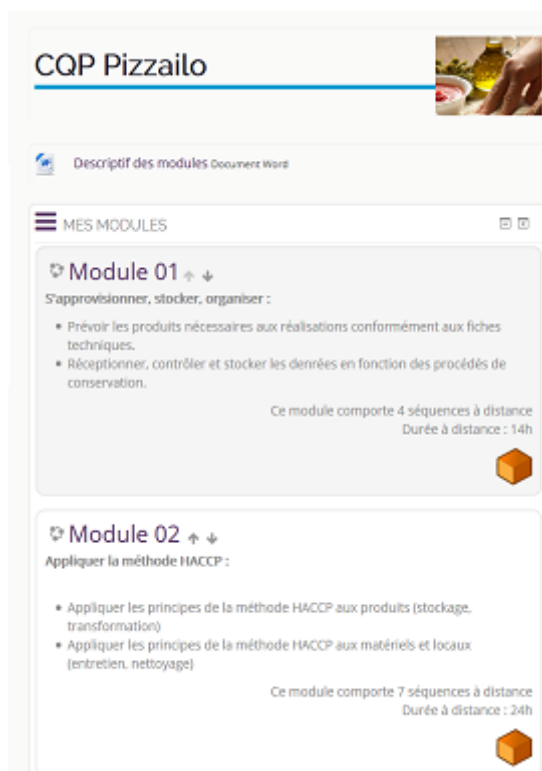 CQP Pizzailo
Descriptif des modules Document Word
MES MODULES
Module 01
S'approvisionner, stocker, organiser :
Prévoir les produits nécessaires aux réalisations conformément aux fiches
techniques.
Réceptionner, contrôler et stocker les denrées en fonction des procédés de
conservation.
Ce module comporte 4 séquences à distance
Durée à distance : 14h
Module 02
Appliquer la méthode HACCP :
Appliquer les principes de la méthode HACCP aux produits (stockage,
transformation)
Appliquer les principes de la méthode HACCP aux matériels et locaux
(entretien, nettoyage)
Ce module comporte 7 séquences à distance
Durée à distance : 24h